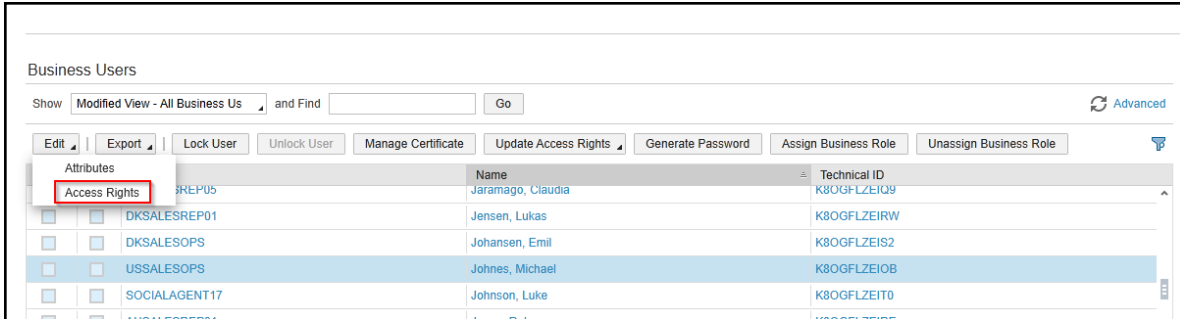 Business Users
Show Modified View - All Business Us and Find Go Advanced
Edit Export Lock User Unlock User Manage Certificate Update Access Rights Generate Password Assign Business Role Unassign Business Role
Attributes
Name Technical ID
Access Rights
SREP05 Jaramago, Claudia K8OGFLZEIQ9
DKSALESREP01 Jensen, Lukas K8OGFLZEIRW
DKSALESOPS Johansen, Emil K8OGFLZEIS2
USSALESOPS Johnes, Michael K8OGFLZEIOB
SOCIALAGENT17 Johnson, Luke K8OGFLZEIT0